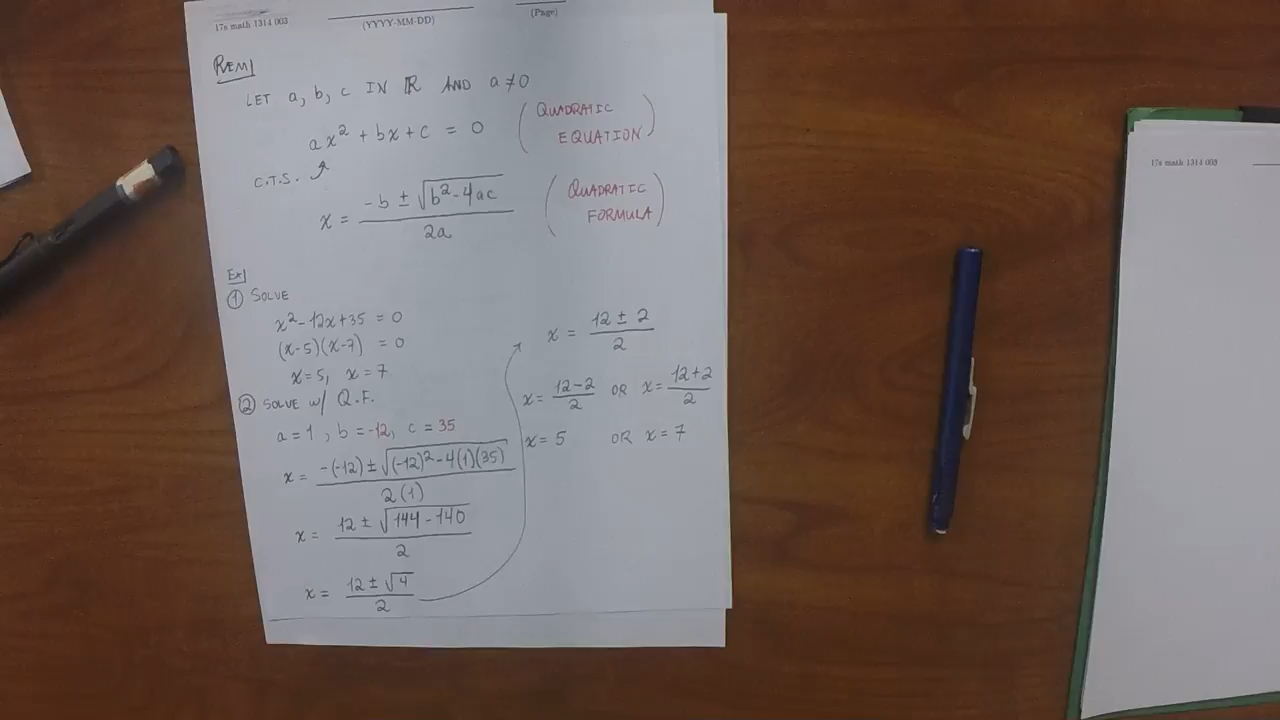 17s math 1314 003
(YYYY-MM-DD)
(Page)
REM
LET a, b, c IN ℝ AND a ≠ 0
ax² + bx + c = 0 (QUADRATIC EQUATION)
C.T.S.
x = (-b ± √(b² - 4ac)) / 2a (QUADRATIC FORMULA)
Ex
① SOLVE
x² - 12x + 35 = 0
(x-5)(x-7) = 0
x = 5, x = 7
② SOLVE w/ Q.F.
a = 1, b = -12, c = 35
x = (-(-12) ± √((-12)² - 4(1)(35))) / 2(1)
x = (12 ± √(144 - 140)) / 2
x = (12 ± √4) / 2
x = (12 ± 2) / 2
x = (12 - 2) / 2 OR x = (12 + 2) / 2
x = 5 OR x = 7
17s math 1314 003